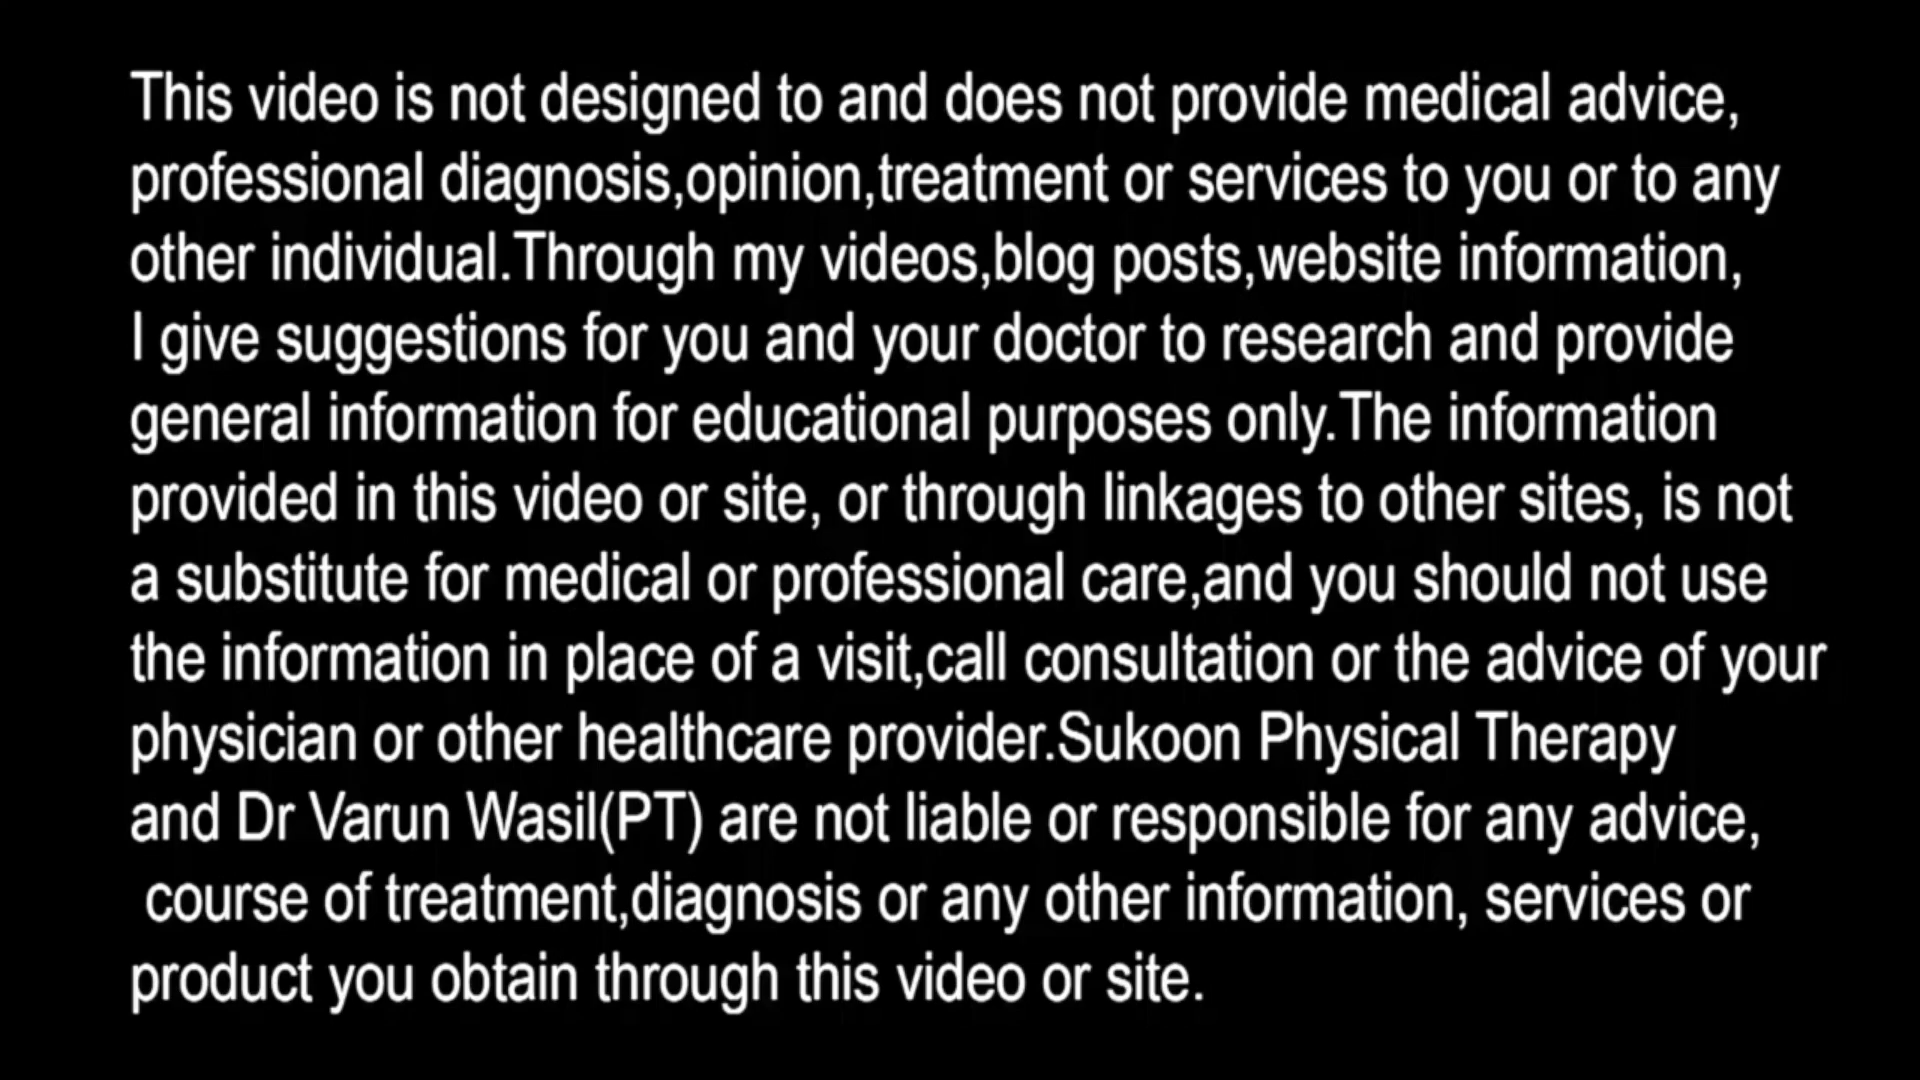 This video is not designed to and does not provide medical advice,
professional diagnosis,opinion,treatment or services to you or to any
other individual.Through my videos,blog posts,website information,
I give suggestions for you and your doctor to research and provide
general information for educational purposes only.The information
provided in this video or site, or through linkages to other sites, is not
a substitute for medical or professional care,and you should not use
the information in place of a visit,call consultation or the advice of your
physician or other healthcare provider.Sukoon Physical Therapy
and Dr Varun Wasil(PT) are not liable or responsible for any advice,
course of treatment,diagnosis or any other information, services or
product you obtain through this video or site.